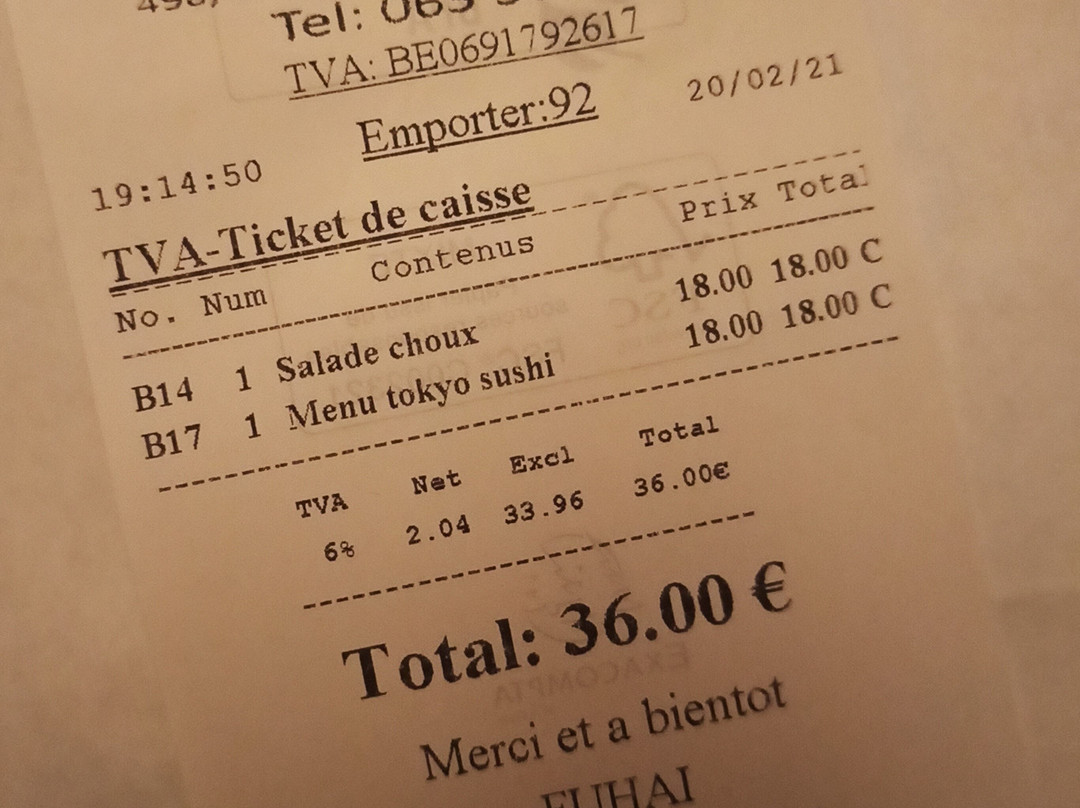 Tel:
TVA: BE0691792617
Emporter:92
19:14:50 20/02/21
TVA-Ticket de caisse
No. Num Contenus Prix Total
B14 1 Salade choux 18.00 18.00 C
B17 1 Menu tokyo sushi 18.00 18.00 C
TVA Net Excl Total
6% 2.04 33.96 36.00€
Total: 36.00 €
Merci et a bientot
FUHAI